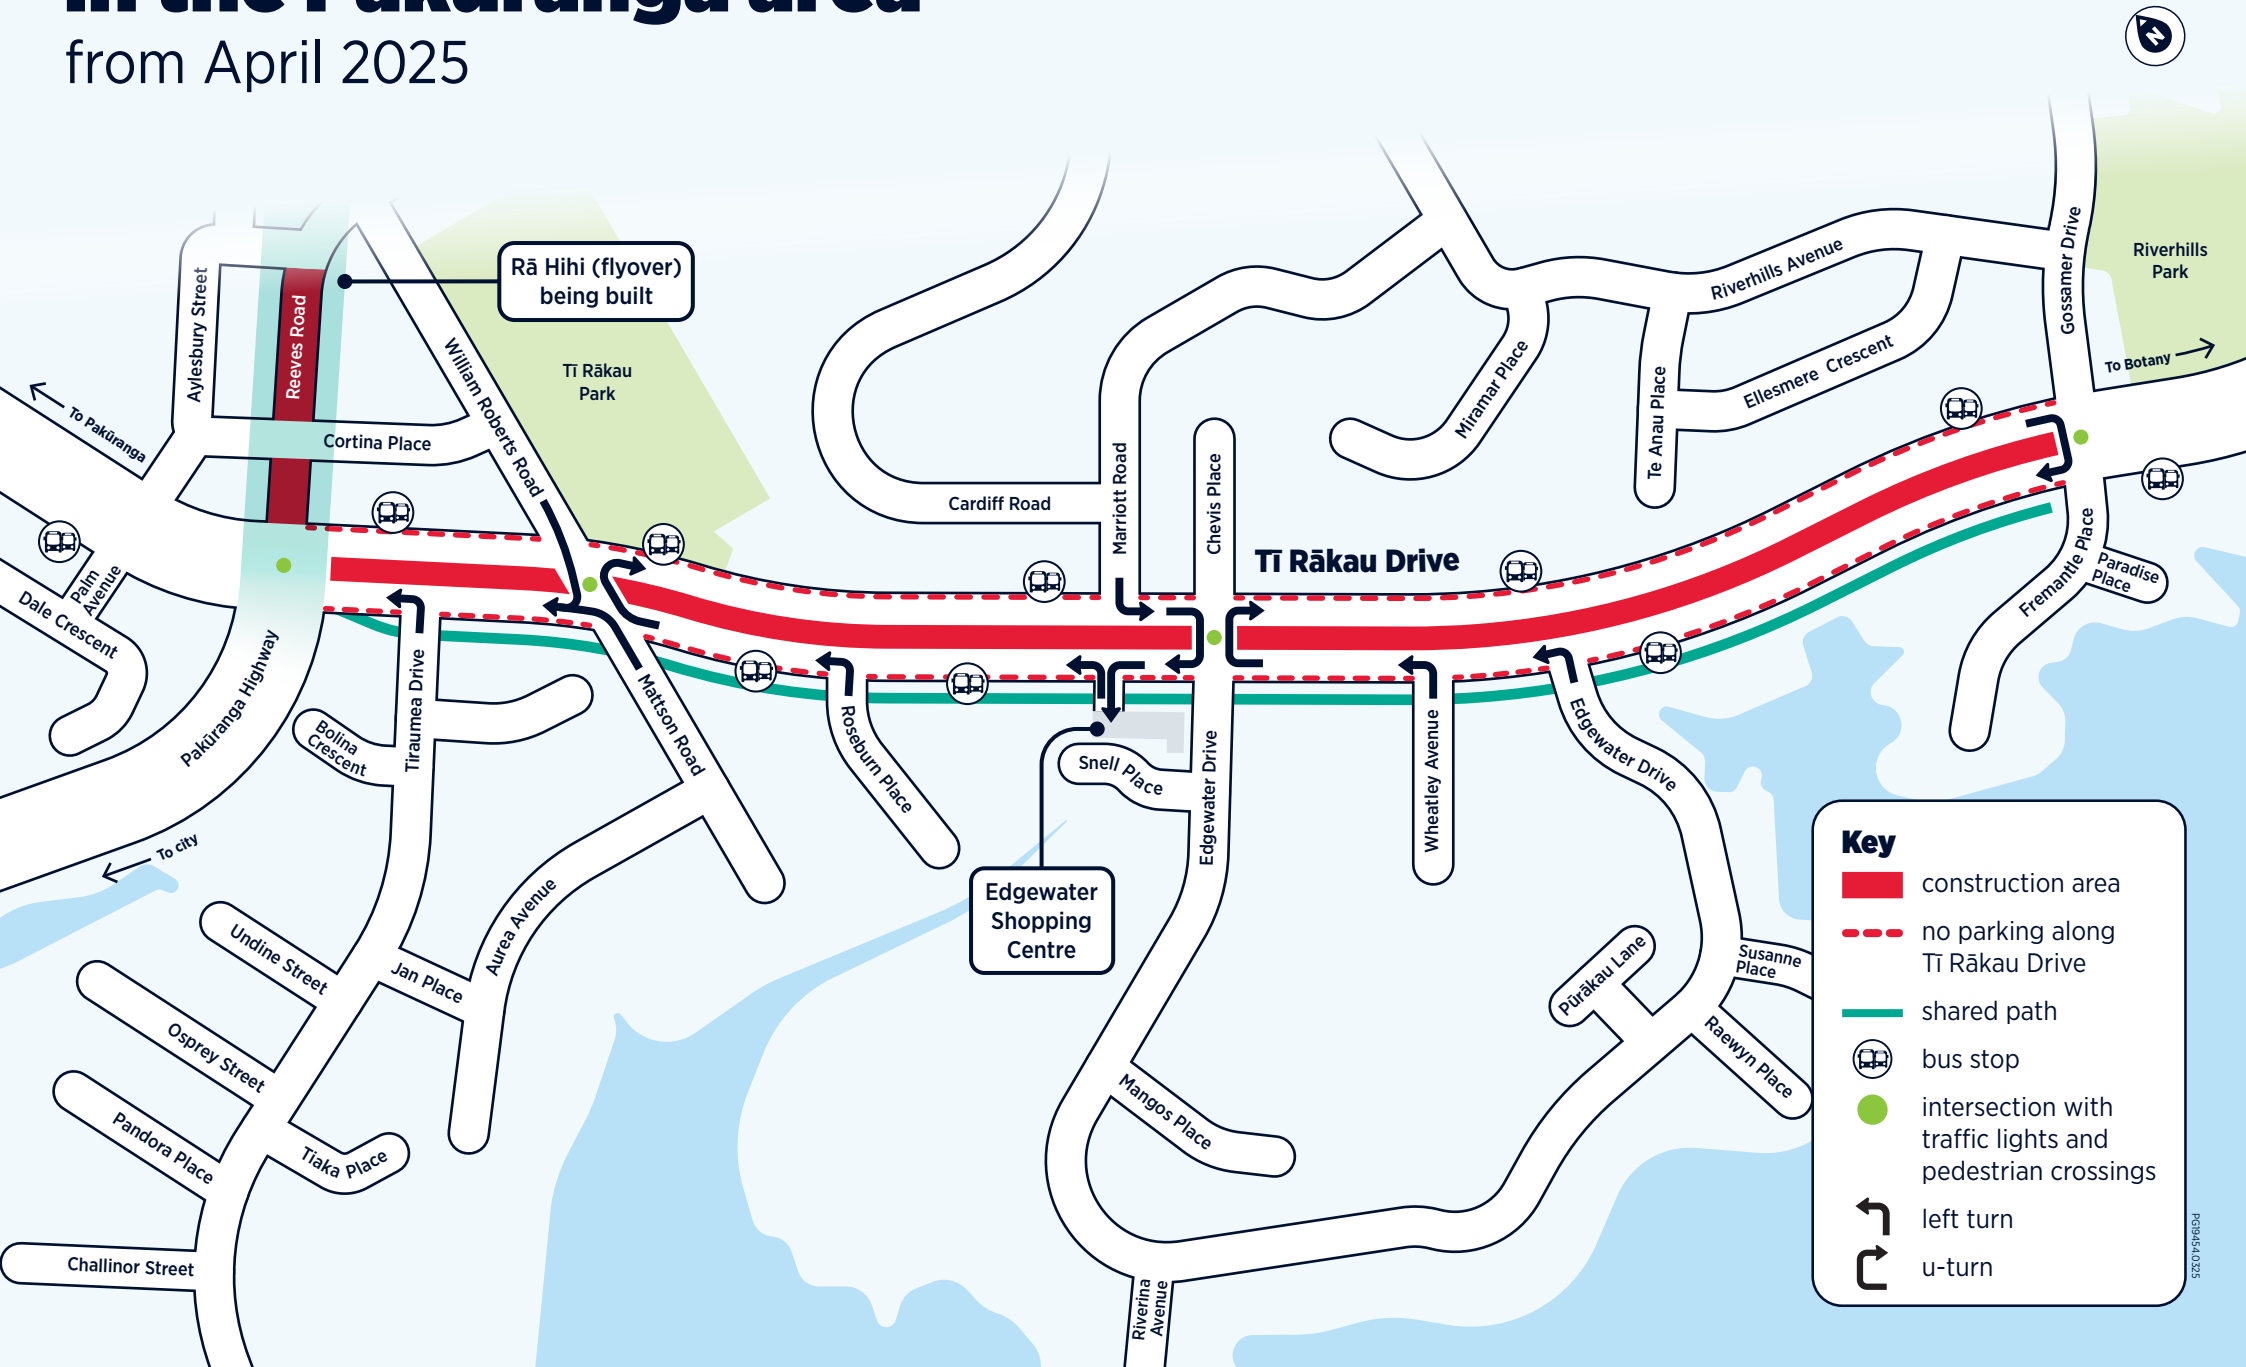 in the Pakūranga area
from April 2025
N
Rā Hihi (flyover)
being built
Aylesbury Street
Reeves Road
William Roberts Road
Tī Rākau
Park
Cortina Place
To Pakūranga
Palm
Avenue
Dale Crescent
Pakūranga Highway
To city
Bolina
Crescent
Tiraumea Drive
Mattson Road
Roseburn Place
Cardiff Road
Marriott Road
Chevis Place
Tī Rākau Drive
Miramar Place
Te Anau Place
Riverhills Avenue
Ellesmere Crescent
Gossamer Drive
Riverhills
Park
To Botany
Fremantle Place
Paradise
Place
Snell Place
Edgewater Drive
Wheatley Avenue
Edgewater Drive
Edgewater
Shopping
Centre
Undine Street
Jan Place
Aurea Avenue
Osprey Street
Pandora Place
Tiaka Place
Challinor Street
Mangos Place
Riverina
Avenue
Pūrākau Lane
Susanne
Place
Raewyn Place
Key
construction area
no parking along
Tī Rākau Drive
shared path
bus stop
intersection with
traffic lights and
pedestrian crossings
left turn
u-turn
PG19454.0325